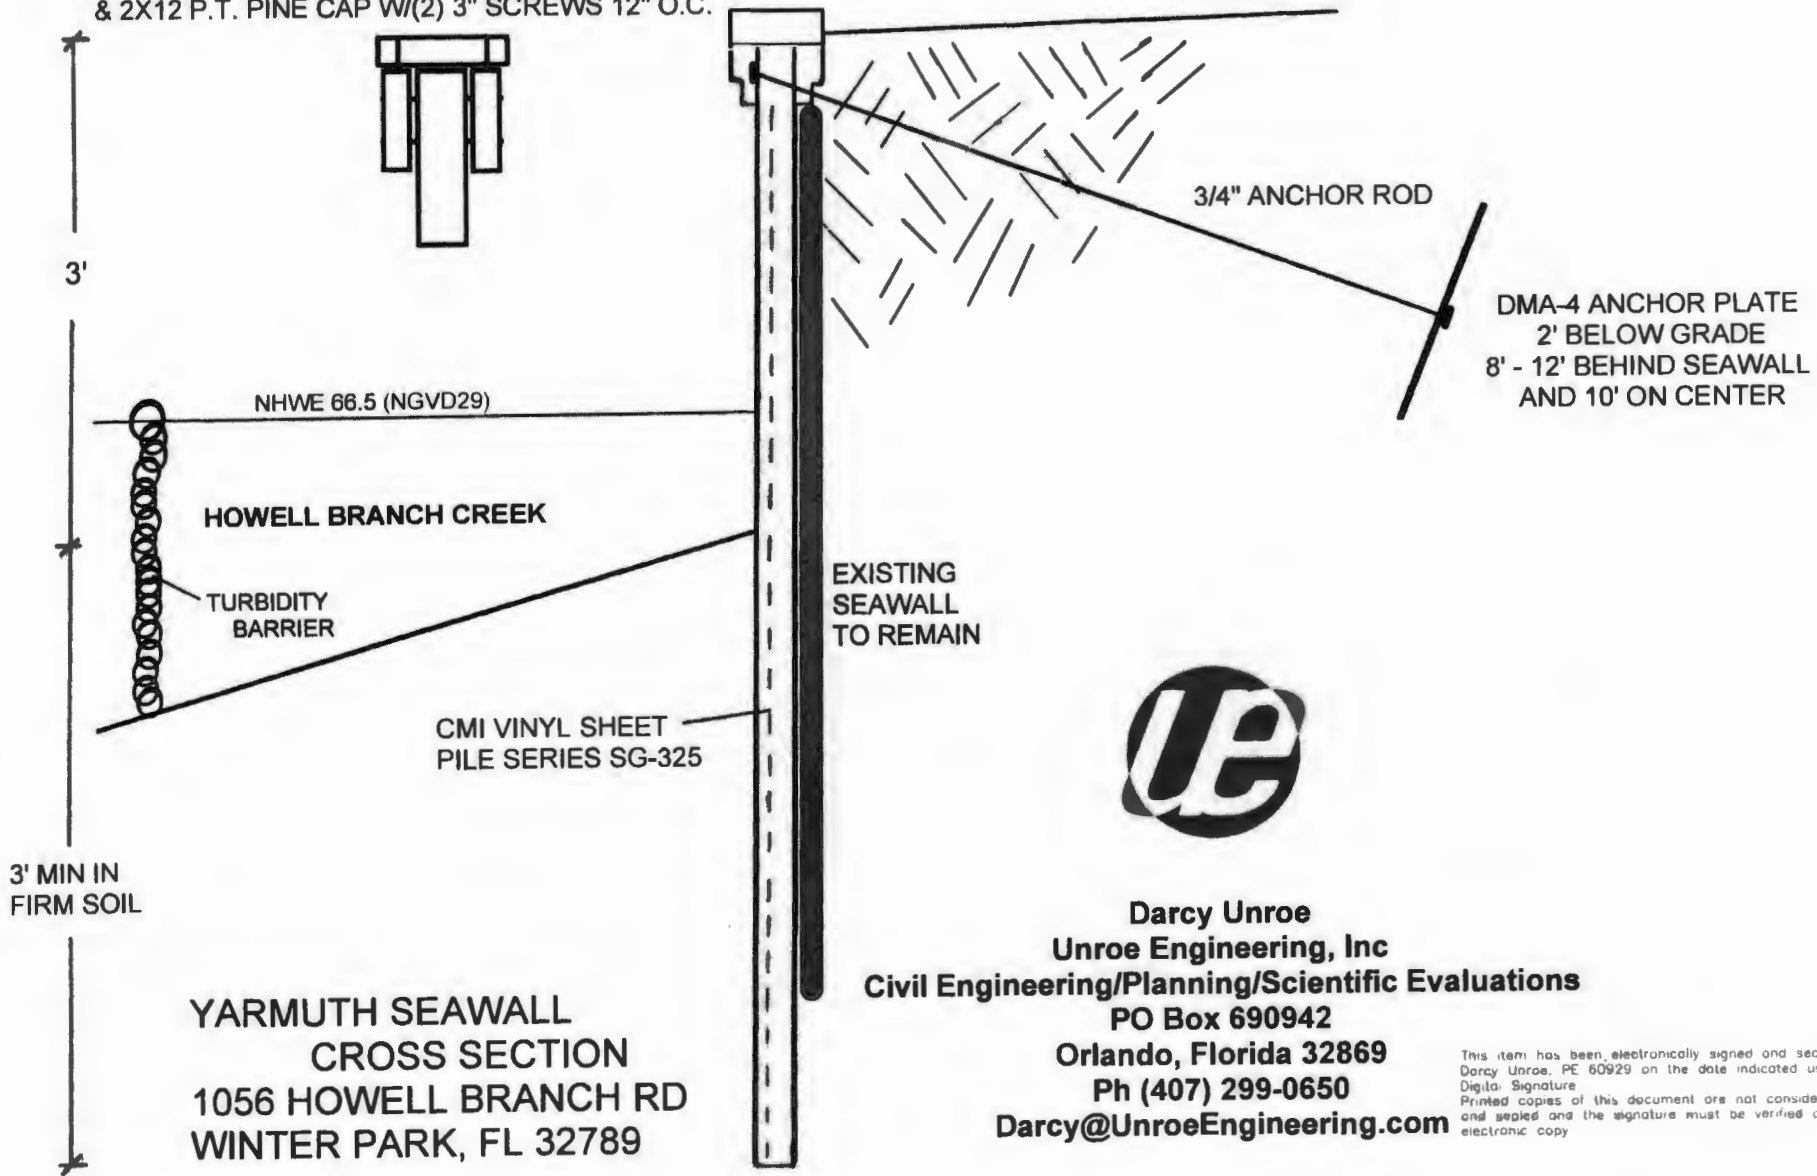 & 2X12 P.T. PINE CAP W/(2) 3" SCREWS 12" O.C.
3'
3/4" ANCHOR ROD
DMA-4 ANCHOR PLATE
2' BELOW GRADE
8' - 12' BEHIND SEAWALL
AND 10' ON CENTER
NHWE 66.5 (NGVD29)
HOWELL BRANCH CREEK
TURBIDITY
BARRIER
EXISTING
SEAWALL
TO REMAIN
CMI VINYL SHEET
PILE SERIES SG-325
3' MIN IN
FIRM SOIL
YARMUTH SEAWALL
CROSS SECTION
1056 HOWELL BRANCH RD
WINTER PARK, FL 32789
ue
Darcy Unroe
Unroe Engineering, Inc
Civil Engineering/Planning/Scientific Evaluations
PO Box 690942
Orlando, Florida 32869
Ph (407) 299-0650
Darcy@UnroeEngineering.com
This item has been electronically signed and
Darcy Unroe, PE 60929 on the date indicated
Digital Signature
Printed copies of this document are not
and sealed and the signature must be verified
electronic copy